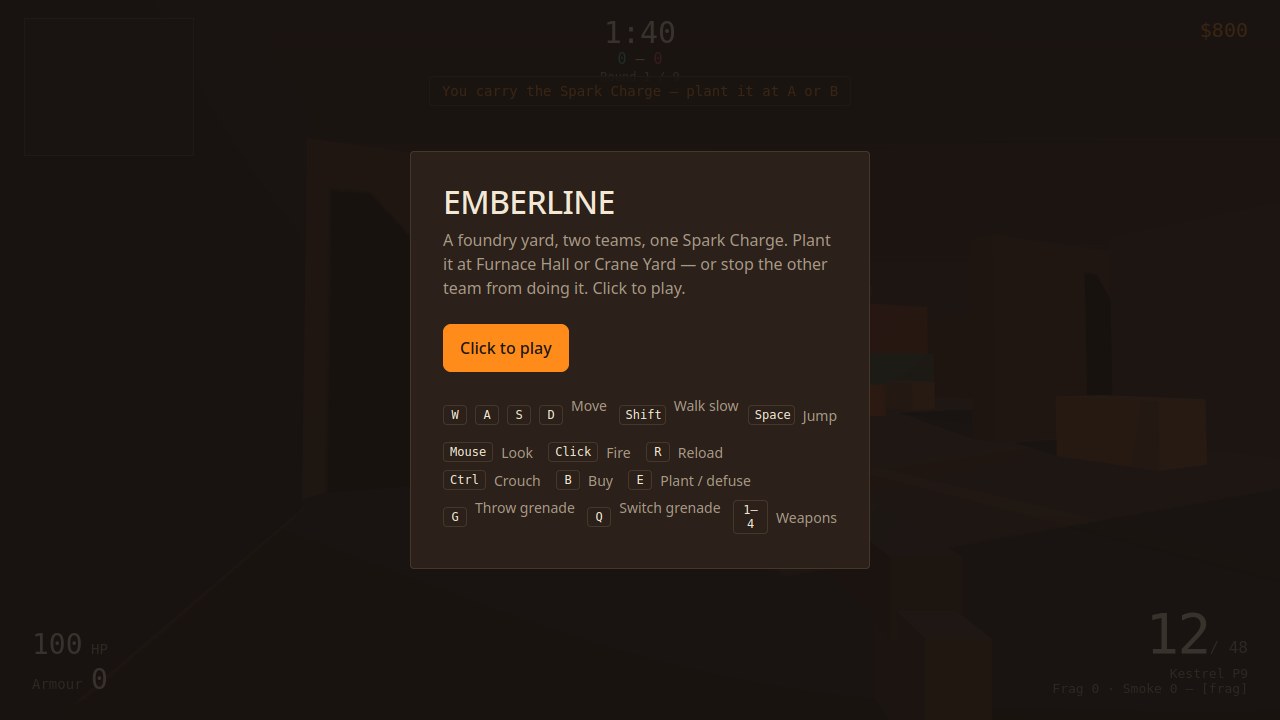 1:40
0 — 0
Round 1 / 9
$800
You carry the Spark Charge — plant it at A or B
EMBERLINE
A foundry yard, two teams, one Spark Charge. Plant
it at Furnace Hall or Crane Yard — or stop the other
team from doing it. Click to play.
Click to play
W A S D Move Shift Walk slow Space Jump
Mouse Look Click Fire R Reload
Ctrl Crouch B Buy E Plant / defuse
G Throw grenade Q Switch grenade 1–4 Weapons
100 HP
Armour 0
12 / 48
Kestrel P9
Frag 0 · Smoke 0 — [frag]